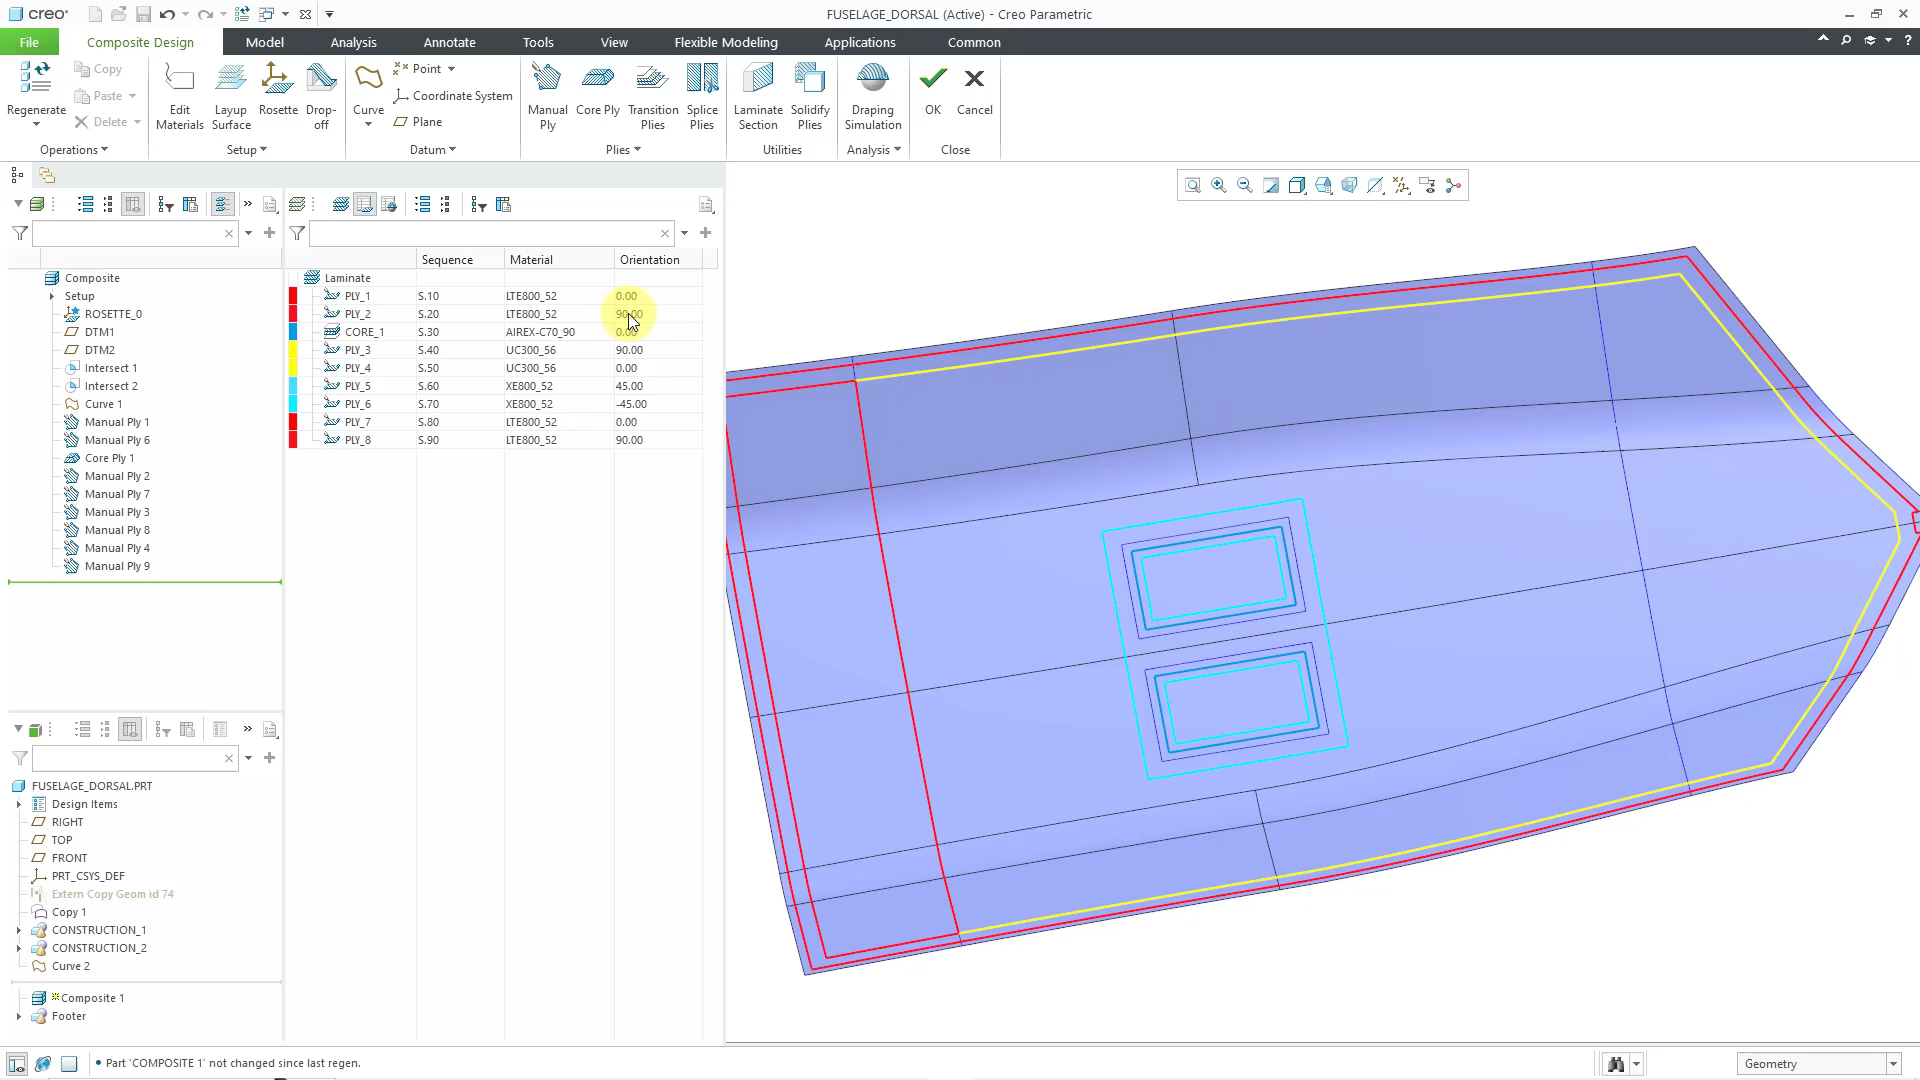 creo
FUSELAGE_DORSAL (Active) - Creo Parametric
File
Composite Design
Model
Analysis
Annotate
Tools
View
Flexible Modeling
Applications
Common
Regenerate
Copy
Paste
Delete
Operations
Edit Materials
Layup Surface
Rosette
Drop-off
Setup
Curve
Point
Coordinate System
Plane
Datum
Manual Ply
Core Ply
Transition Plies
Splice Plies
Plies
Laminate Section
Solidify Plies
Utilities
Draping Simulation
Analysis
OK
Cancel
Close
Composite
Setup
ROSETTE_0
DTM1
DTM2
Intersect 1
Intersect 2
Curve 1
Manual Ply 1
Manual Ply 6
Core Ply 1
Manual Ply 2
Manual Ply 7
Manual Ply 3
Manual Ply 8
Manual Ply 4
Manual Ply 9
Sequence Material Orientation
Laminate
PLY_1 S.10 LTE800_52 0.00
PLY_2 S.20 LTE800_52 90.00
CORE_1 S.30 AIREX-C70_90 0.00
PLY_3 S.40 UC300_56 90.00
PLY_4 S.50 UC300_56 0.00
PLY_5 S.60 XE800_52 45.00
PLY_6 S.70 XE800_52 -45.00
PLY_7 S.80 LTE800_52 0.00
PLY_8 S.90 LTE800_52 90.00
FUSELAGE_DORSAL.PRT
Design Items
RIGHT
TOP
FRONT
PRT_CSYS_DEF
Extern Copy Geom id 74
Copy 1
CONSTRUCTION_1
CONSTRUCTION_2
Curve 2
Composite 1
Footer
• Part 'COMPOSITE 1' not changed since last regen.
Geometry